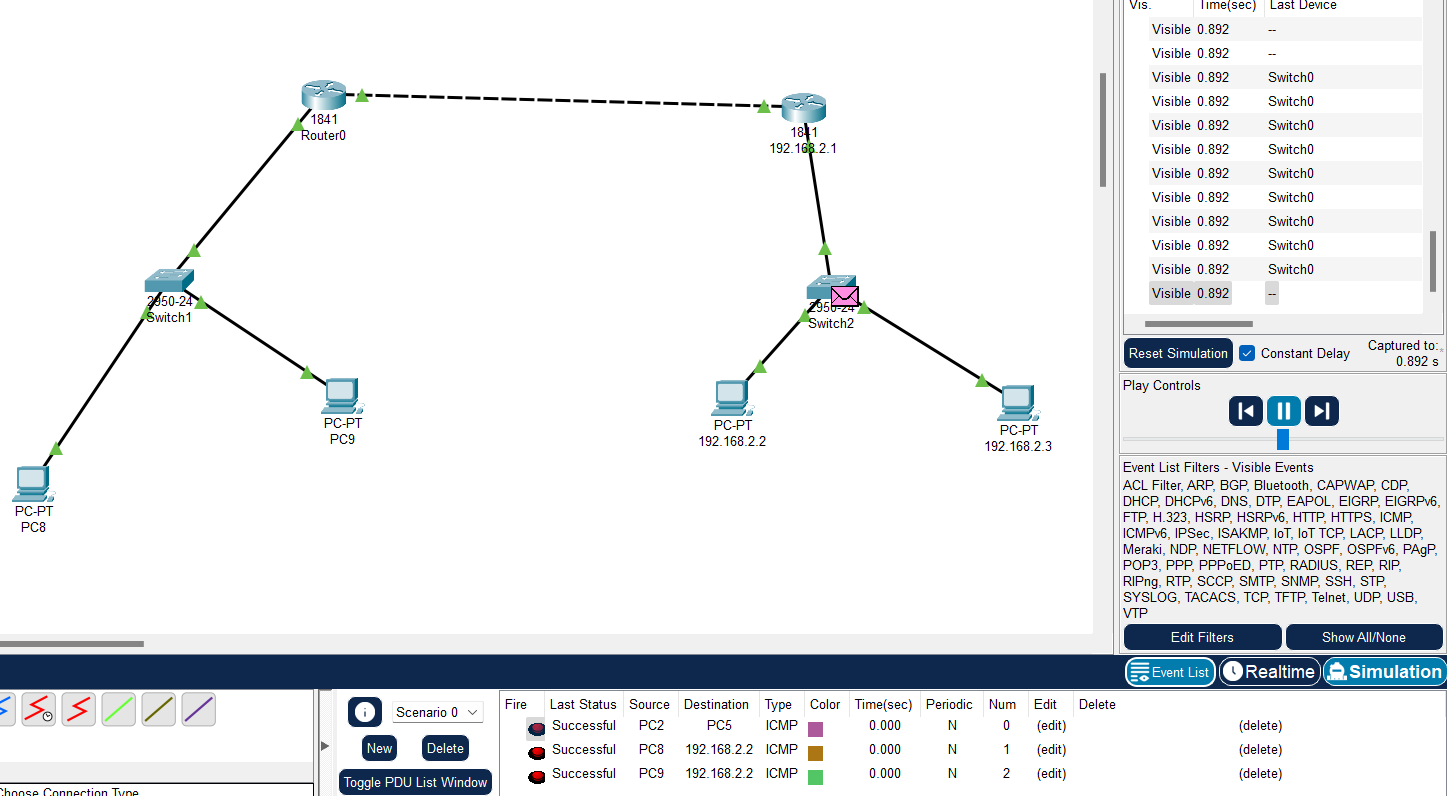 1841
Router0
1841
192.168.2.1
2950-24
Switch1
2950-24
Switch2
PC-PT
PC9
PC-PT
192.168.2.2
PC-PT
192.168.2.3
PC-PT
PC8
Vis. Time(sec) Last Device
Visible 0.892 --
Visible 0.892 --
Visible 0.892 Switch0
Visible 0.892 Switch0
Visible 0.892 Switch0
Visible 0.892 Switch0
Visible 0.892 Switch0
Visible 0.892 Switch0
Visible 0.892 Switch0
Visible 0.892 Switch0
Visible 0.892 Switch0
Visible 0.892 --
Reset Simulation Constant Delay Captured to:
0.892 s
Play Controls
Event List Filters - Visible Events
ACL Filter, ARP, BGP, Bluetooth, CAPWAP, CDP,
DHCP, DHCPv6, DNS, DTP, EAPOL, EIGRP, EIGRPv6,
FTP, H.323, HSRP, HSRPv6, HTTP, HTTPS, ICMP,
ICMPv6, IPSec, ISAKMP, IoT, IoT TCP, LACP, LLDP,
Meraki, NDP, NETFLOW, NTP, OSPF, OSPFv6, PAgP,
POP3, PPP, PPPoED, PTP, RADIUS, REP, RIP,
RIPng, RTP, SCCP, SMTP, SNMP, SSH, STP,
SYSLOG, TACACS, TCP, TFTP, Telnet, UDP, USB,
VTP
Edit Filters Show All/None
Event List Realtime Simulation
Scenario 0
New Delete
Toggle PDU List Window
Fire Last Status Source Destination Type Color Time(sec) Periodic Num Edit Delete
Successful PC2 PC5 ICMP 0.000 N 0 (edit) (delete)
Successful PC8 192.168.2.2 ICMP 0.000 N 1 (edit) (delete)
Successful PC9 192.168.2.2 ICMP 0.000 N 2 (edit) (delete)
Choose Connection Type